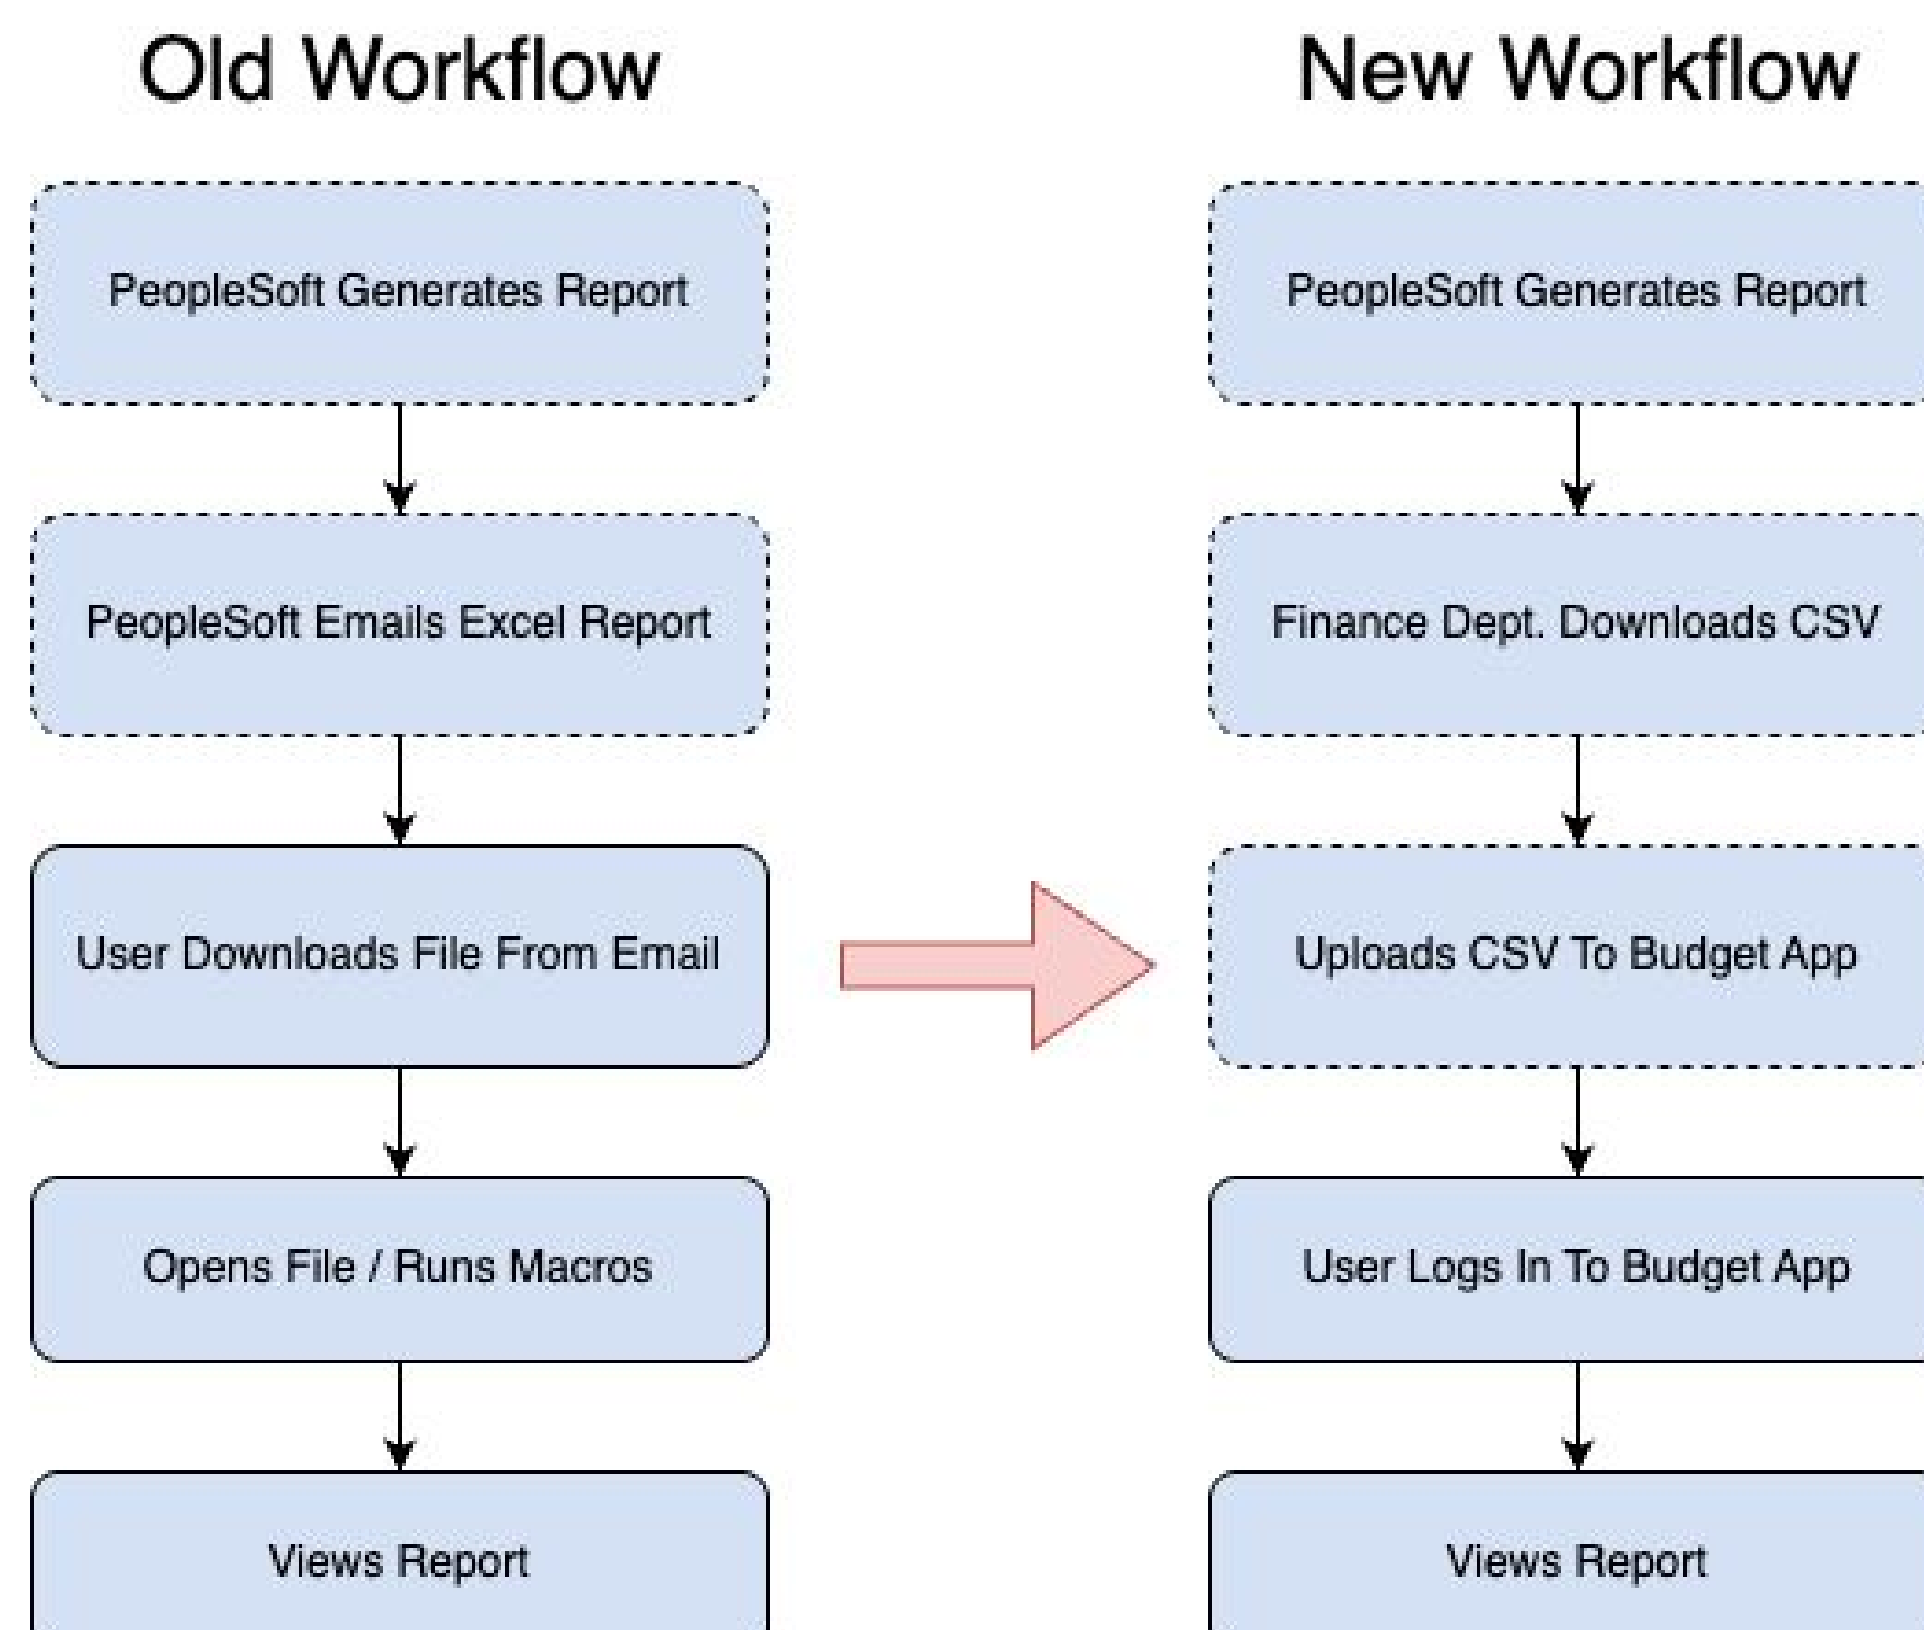 Old Workflow
PeopleSoft Generates Report
PeopleSoft Emails Excel Report
User Downloads File From Email
Opens File / Runs Macros
Views Report
New Workflow
PeopleSoft Generates Report
Finance Dept. Downloads CSV
Uploads CSV To Budget App
User Logs In To Budget App
Views Report